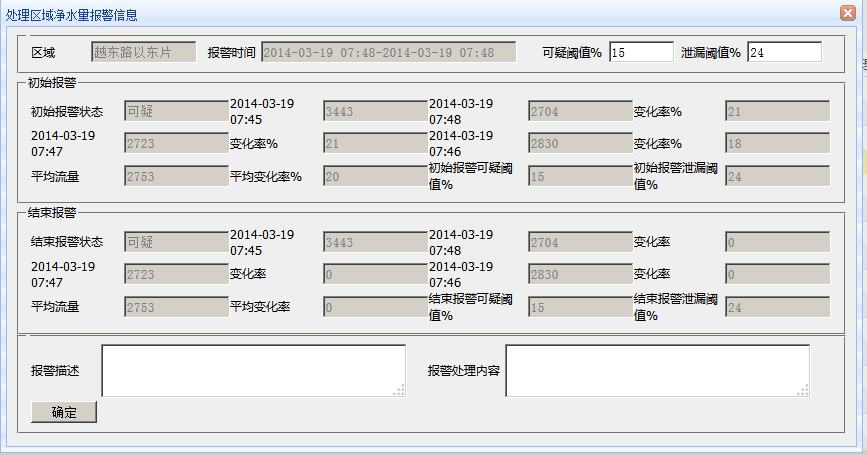 处理区域净水量报警信息
区域 越东路以东片 报警时间 2014-03-19 07:48-2014-03-19 07:48 可疑阈值% 15 泄漏阈值% 24
初始报警
初始报警状态 可疑 2014-03-19 07:45 3443 2014-03-19 07:48 2704 变化率% 21
2014-03-19 07:47 2723 变化率% 21 2014-03-19 07:46 2830 变化率% 18
平均流量 2753 平均变化率% 20 初始报警可疑阈值% 15 初始报警泄漏阈值% 24
结束报警
结束报警状态 可疑 2014-03-19 07:45 3443 2014-03-19 07:48 2704 变化率 0
2014-03-19 07:47 2723 变化率 0 2014-03-19 07:46 2830 变化率 0
平均流量 2753 平均变化率 0 结束报警可疑阈值% 15 结束报警泄漏阈值% 24
报警描述 报警处理内容
确定